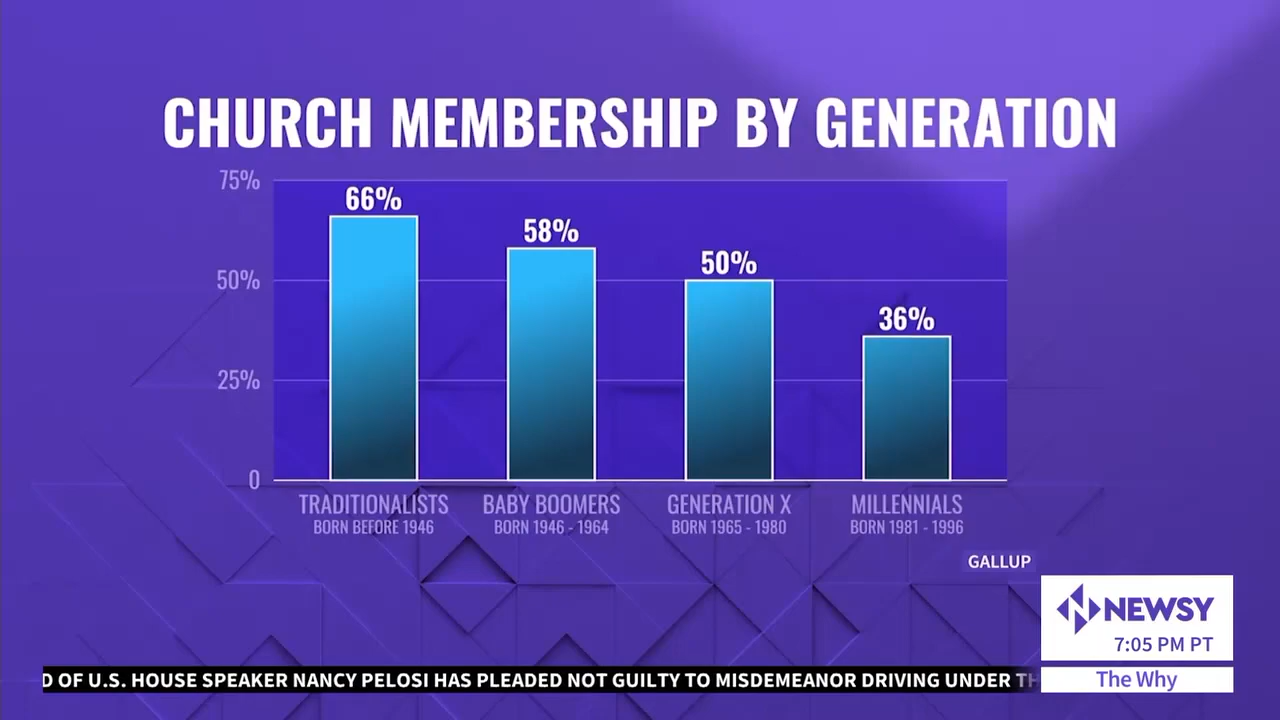 CHURCH MEMBERSHIP BY GENERATION
75%
66%
58%
50%
50%
36%
25%
0
TRADITIONALISTS BABY BOOMERS GENERATION X MILLENNIALS
BORN BEFORE 1946 BORN 1946 - 1964 BORN 1965 - 1980 BORN 1981 - 1996
GALLUP
NEWSY
7:05 PM PT
OF U.S. HOUSE SPEAKER NANCY PELOSI HAS PLEADED NOT GUILTY TO MISDEMEANOR DRIVING UNDER
The Why